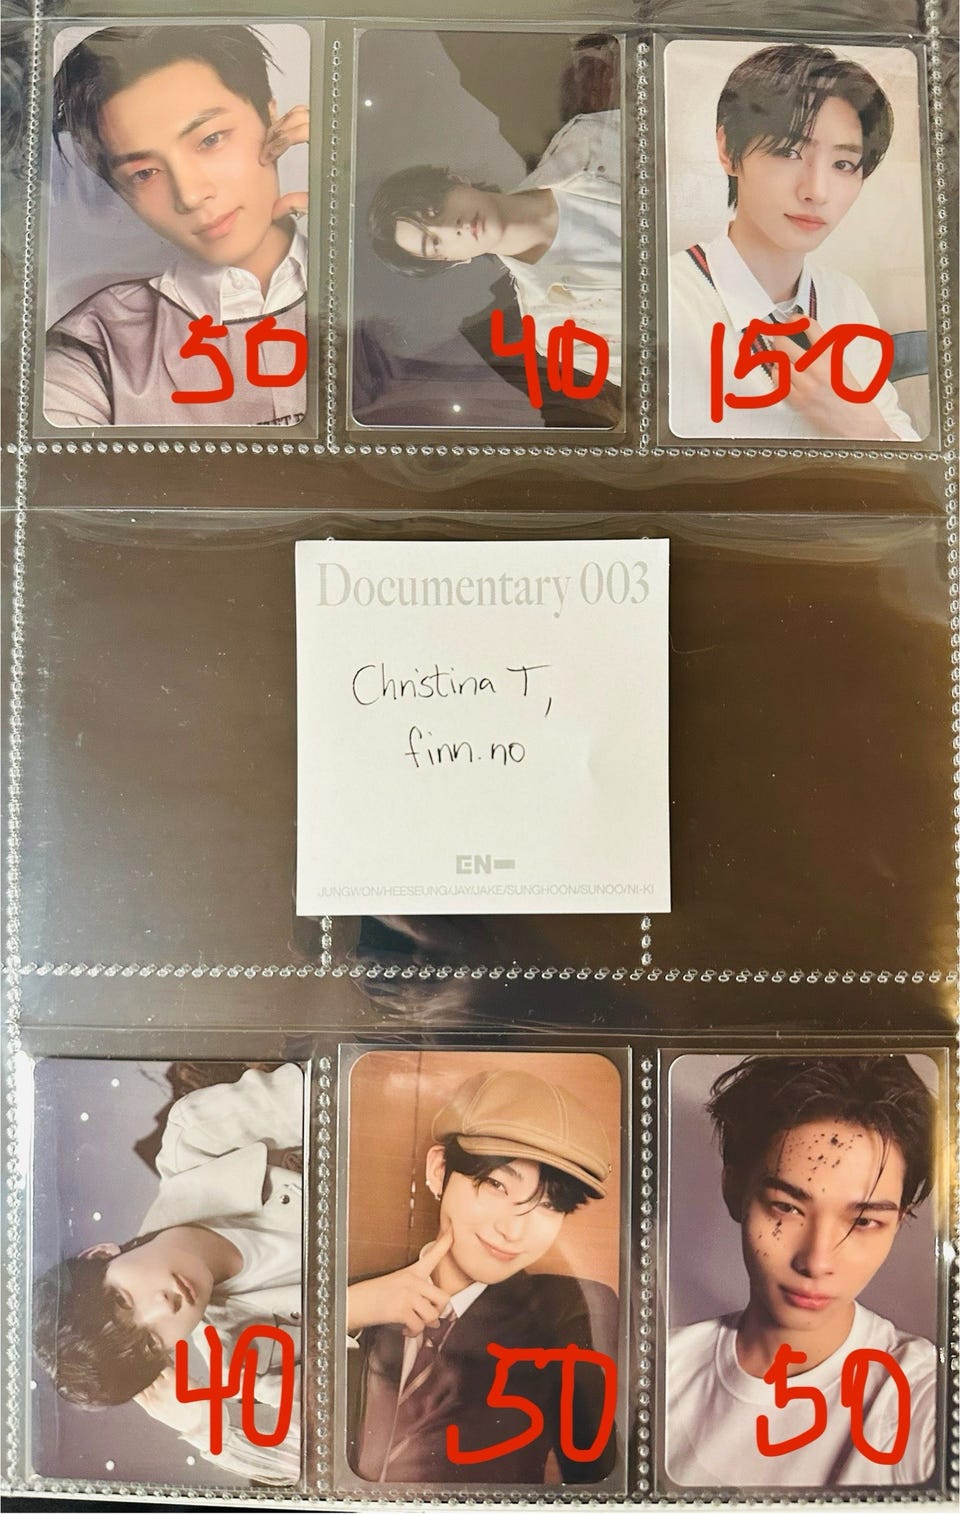 50
40
150
Documentary 003
Christina T,
finn.no
EN-
JUNGWON/HEESEUNG/JAY/JAKE/SUNGHOON/SUNOO/NI-KI
40
50
50